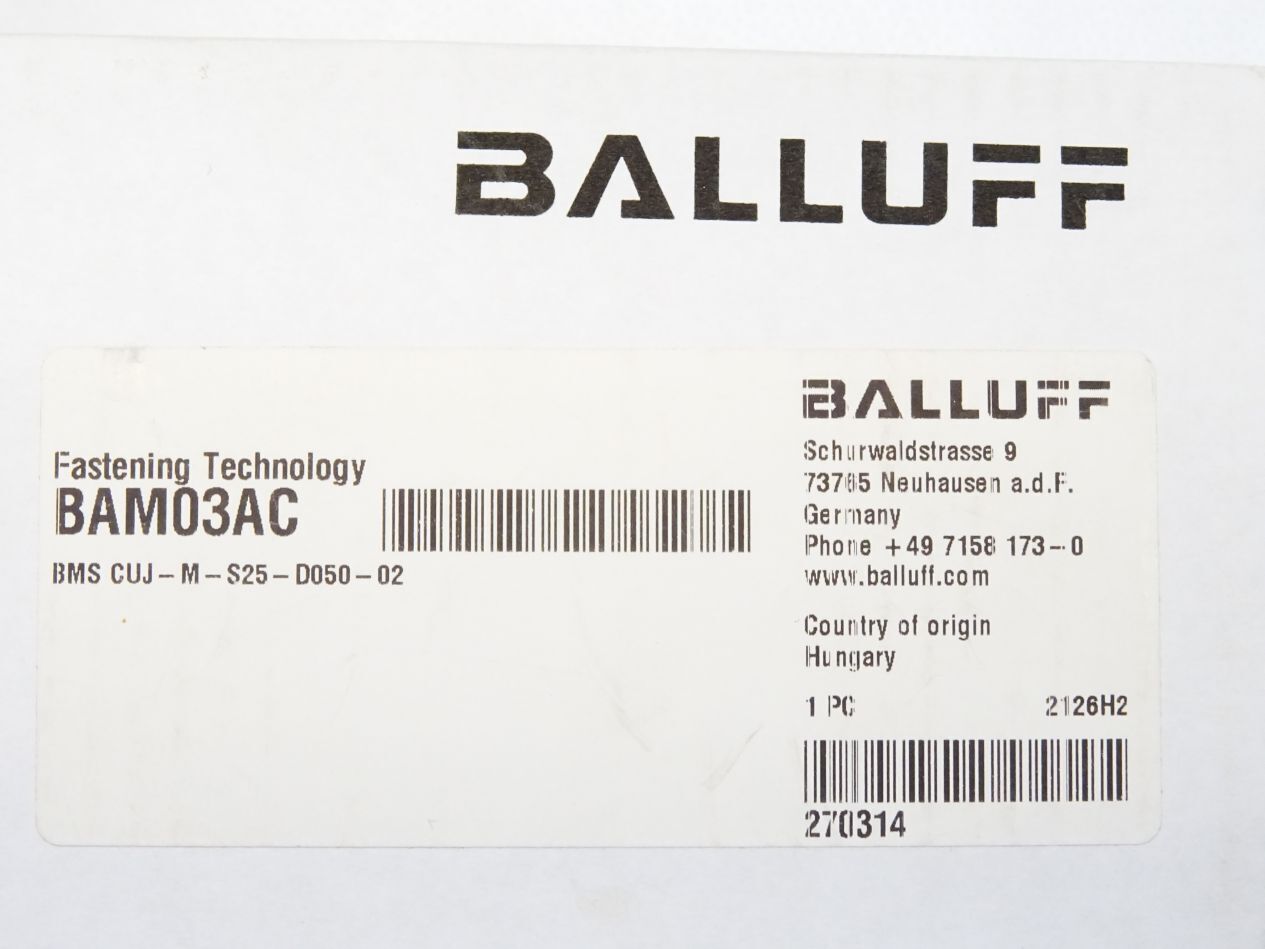 BALLUFF
Fastening Technology
BAM03AC
BMS CUJ-M-S25-D050-02
BALLUFF
Schurwaldstrasse 9
73765 Neuhausen a.d.F.
Germany
Phone +49 7158 173-0
www.balluff.com
Country of origin
Hungary
1 PC 2126H2
270314